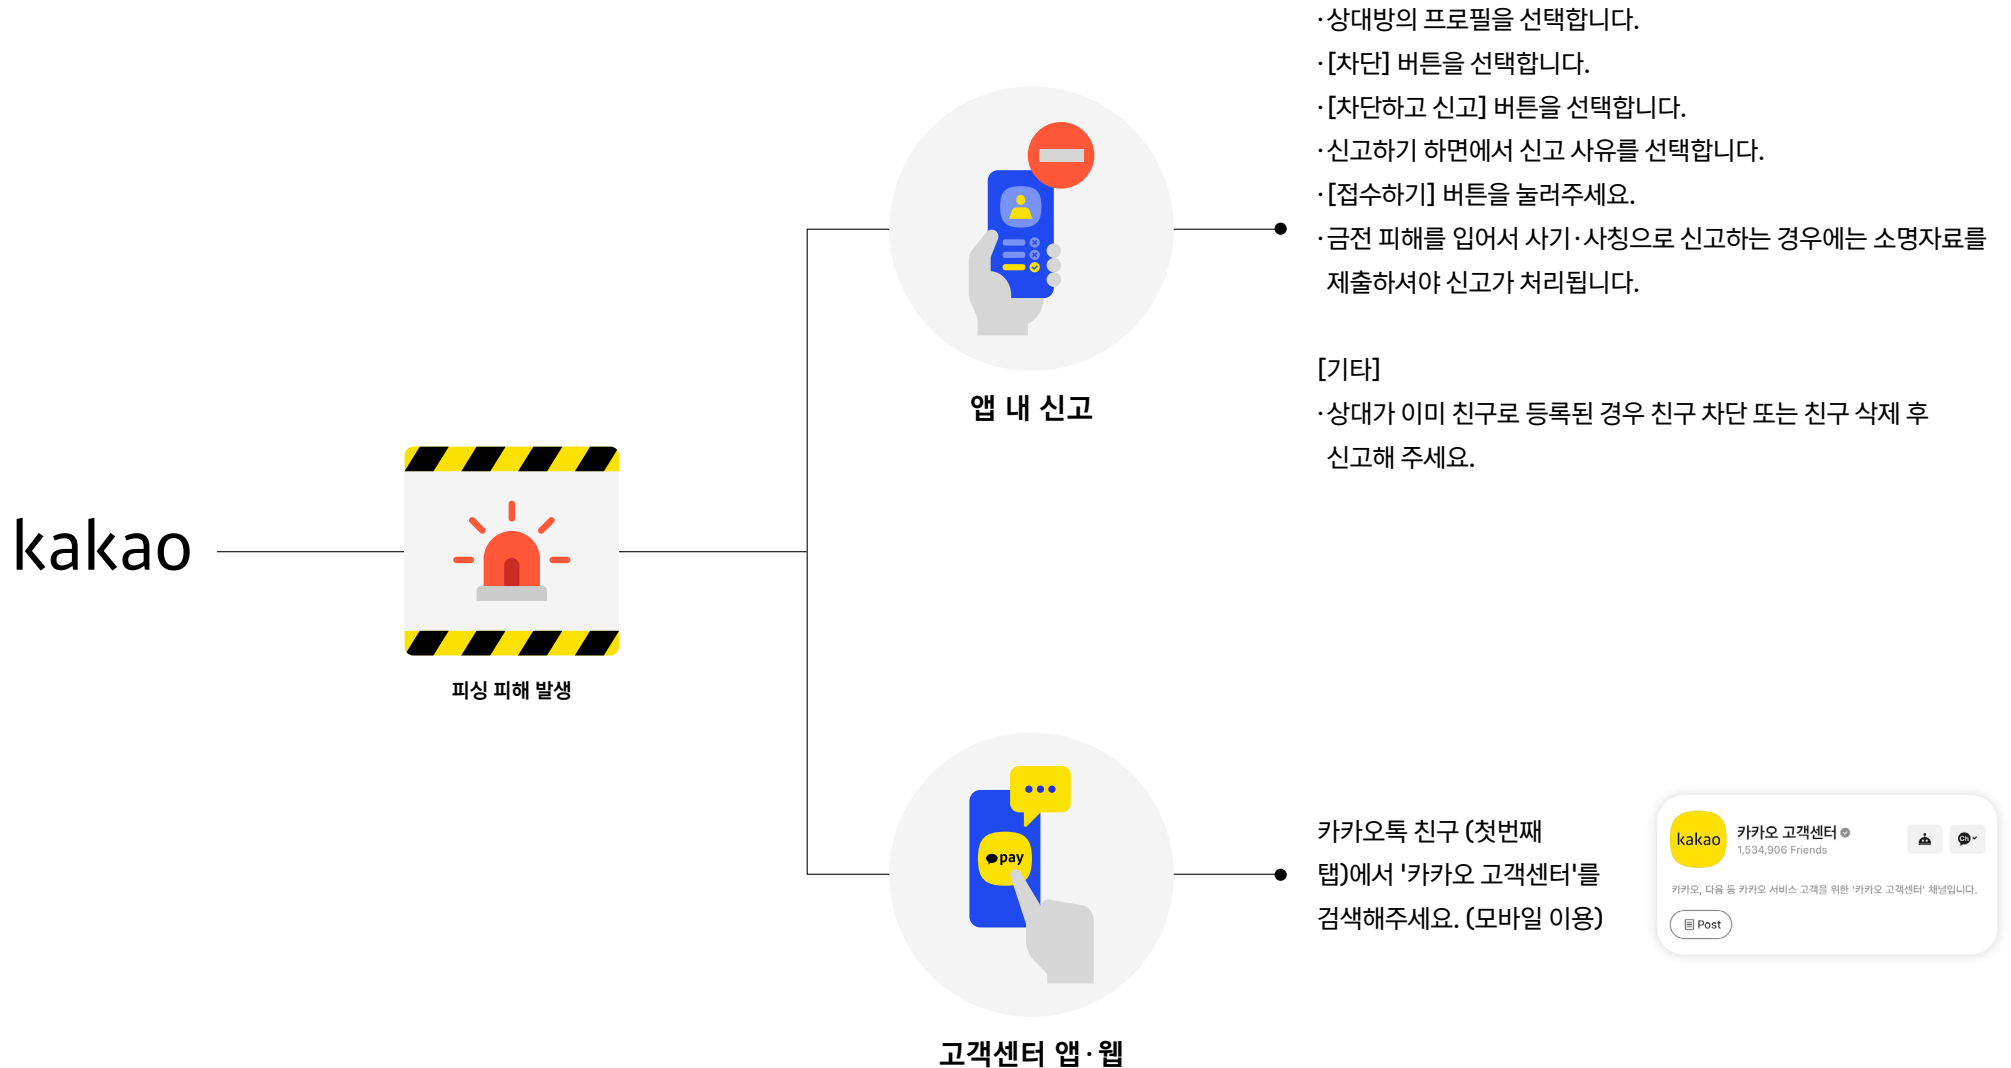 ·상대방의 프로필을 선택합니다.
·[차단] 버튼을 선택합니다.
·[차단하고 신고] 버튼을 선택합니다.
·신고하기 하면에서 신고 사유를 선택합니다.
·[접수하기] 버튼을 눌러주세요.
·금전 피해를 입어서 사기·사칭으로 신고하는 경우에는 소명자료를
제출하셔야 신고가 처리됩니다.
[기타]
·상대가 이미 친구로 등록된 경우 친구 차단 또는 친구 삭제 후
신고해 주세요.
앱 내 신고
kakao
피싱 피해 발생
pay
고객센터 앱·웹
카카오톡 친구 (첫번째
탭)에서 '카카오 고객센터'를
검색해주세요. (모바일 이용)
kakao
카카오 고객센터
1,534,906 Friends
Ch
카카오, 다음 등 카카오 서비스 고객을 위한 '카카오 고객센터' 채널입니다.
Post